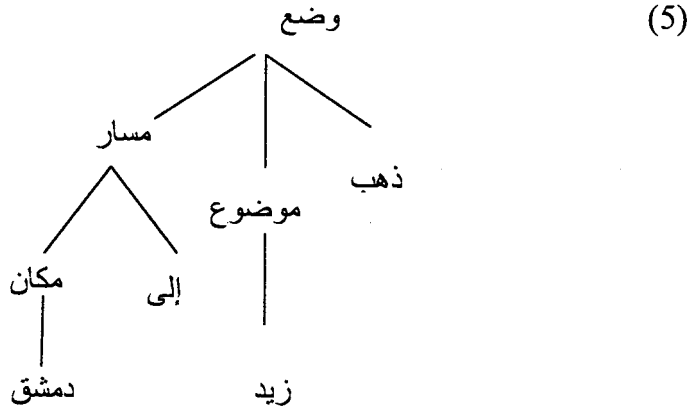 (5) وضع
مسار
ذهب
موضوع
مكان إلى
دمشق زيد